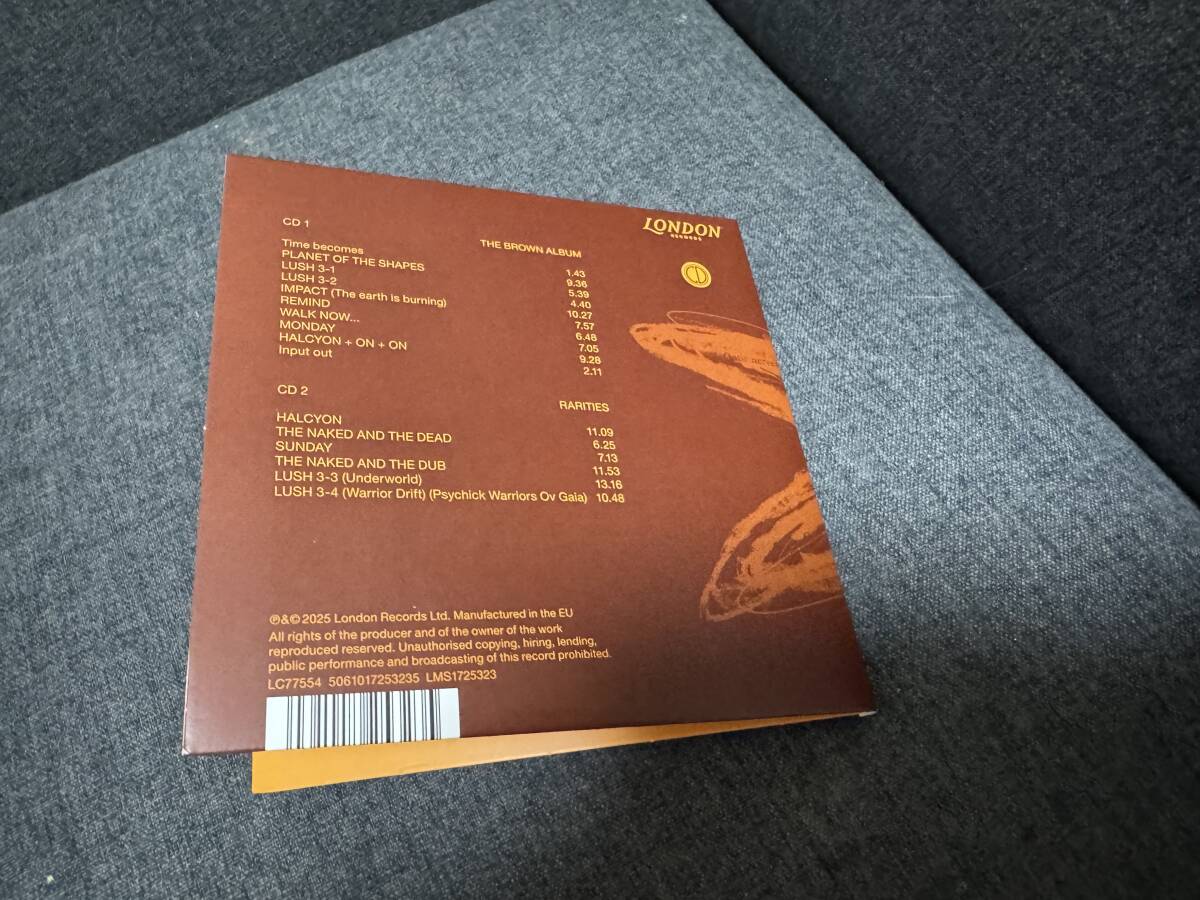 LONDON
RECORDS
CD
CD 1
THE BROWN ALBUM
Time becomes 1.43
PLANET OF THE SHAPES 9.36
LUSH 3-1 5.39
LUSH 3-2 4.40
IMPACT (The earth is burning) 10.27
REMIND 7.57
WALK NOW... 6.48
MONDAY 7.05
HALCYON + ON + ON 9.28
Input out 2.11
CD 2
RARITIES
HALCYON 11.09
THE NAKED AND THE DEAD 6.25
SUNDAY 7.13
THE NAKED AND THE DUB 11.53
LUSH 3-3 (Underworld) 13.16
LUSH 3-4 (Warrior Drift) (Psychick Warriors Ov Gaia) 10.48
℗&© 2025 London Records Ltd. Manufactured in the EU
All rights of the producer and of the owner of the work
reproduced reserved. Unauthorised copying, hiring, lending,
public performance and broadcasting of this record prohibited.
LC77554 5061017253235 LMS1725323